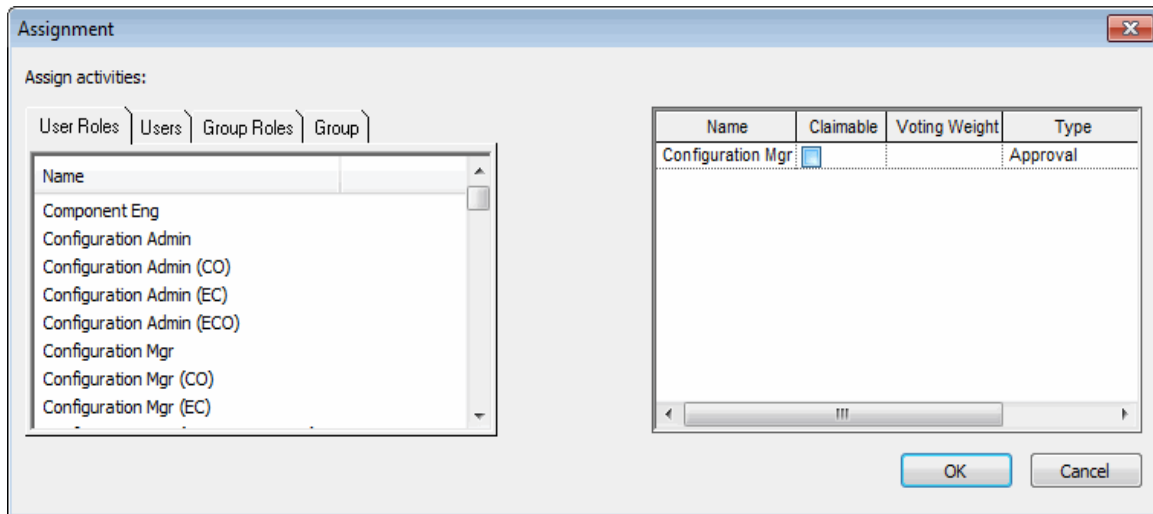 Assignment
Assign activities:
User Roles Users Group Roles Group
Name
Component Eng
Configuration Admin
Configuration Admin (CO)
Configuration Admin (EC)
Configuration Admin (ECO)
Configuration Mgr
Configuration Mgr (CO)
Configuration Mgr (EC)
Name Claimable Voting Weight Type
Configuration Mgr Approval
OK Cancel